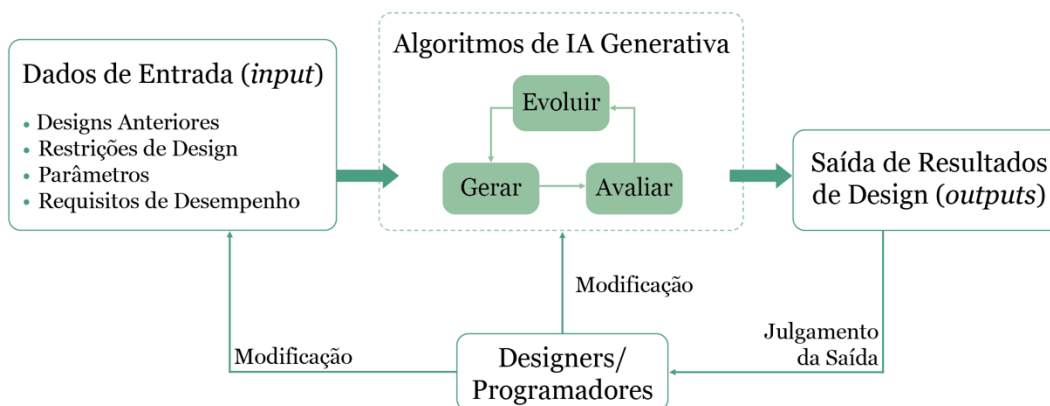 Dados de Entrada (input)
• Designs Anteriores
• Restrições de Design
• Parâmetros
• Requisitos de Desempenho
Algoritmos de IA Generativa
Evoluir
Gerar
Avaliar
Saída de Resultados
de Design (outputs)
Modificação
Julgamento
da Saída
Modificação
Designers/
Programadores